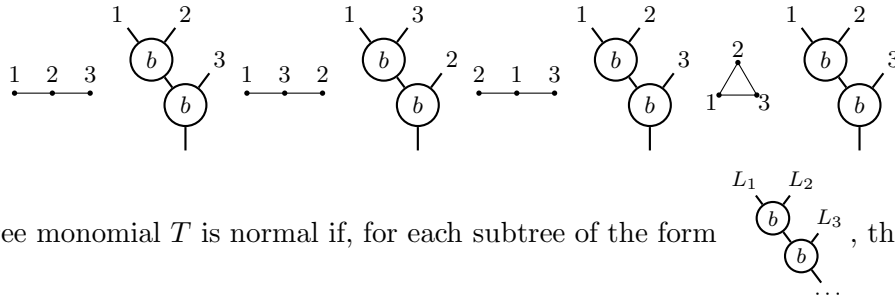 1 2 3 1 2 b 3 b 1 3 2 1 3 b 2 b 2 1 3 1 2 b 3 b 2 1 3 1 2 b 3 b
ee monomial T is normal if, for each subtree of the form L₁ L₂ b L₃ b ... , th